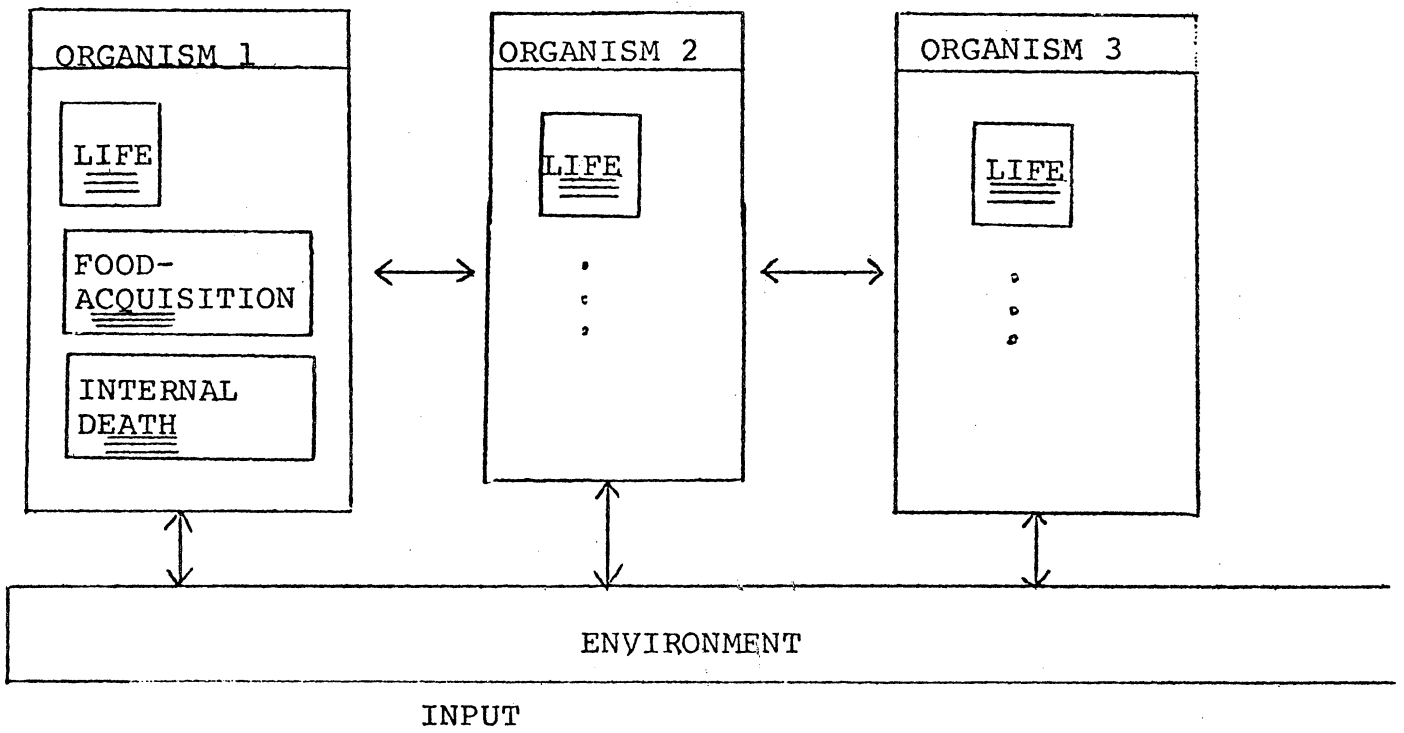 ORGANISM 1
ORGANISM 2
ORGANISM 3
LIFE
FOOD-
ACQUISITION
INTERNAL
DEATH
LIFE
LIFE
ENVIRONMENT
INPUT